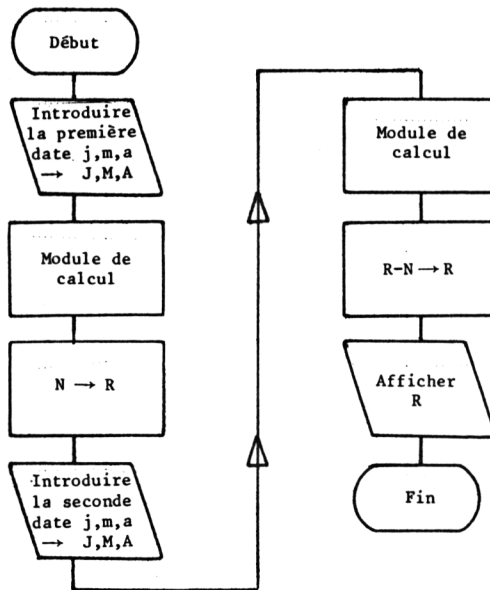 Début
Introduire
la première
date j,m,a
→ J,M,A
Module de
calcul
N → R
Introduire
la seconde
date j,m,a
→ J,M,A
Module de
calcul
R-N → R
Afficher
R
Fin